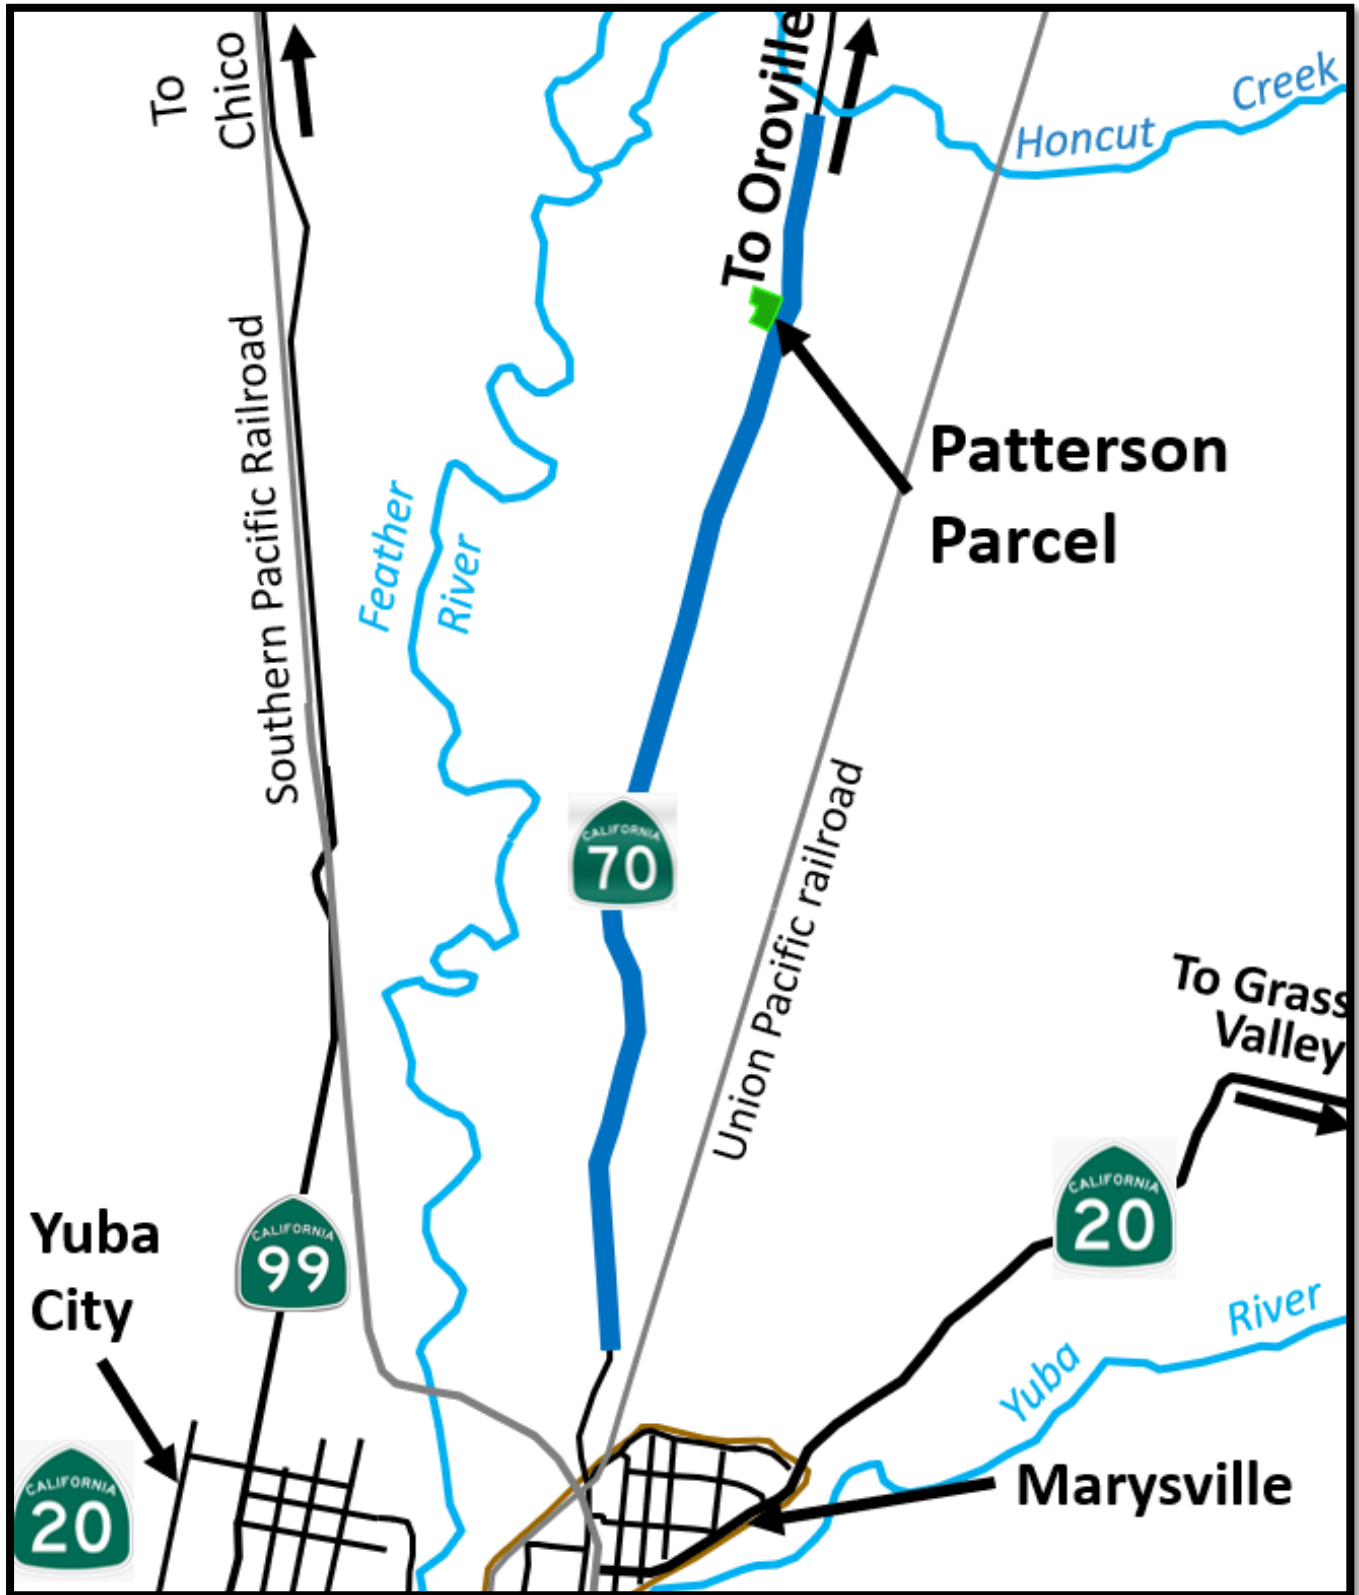 To
Chico
To Oroville
Creek
Honcut
Southern Pacific Railroad
Feather
River
Patterson
Parcel
CALIFORNIA
70
Union Pacific railroad
To Grass
Valley
CALIFORNIA
20
Yuba
City
CALIFORNIA
99
River
Yuba
CALIFORNIA
20
Marysville